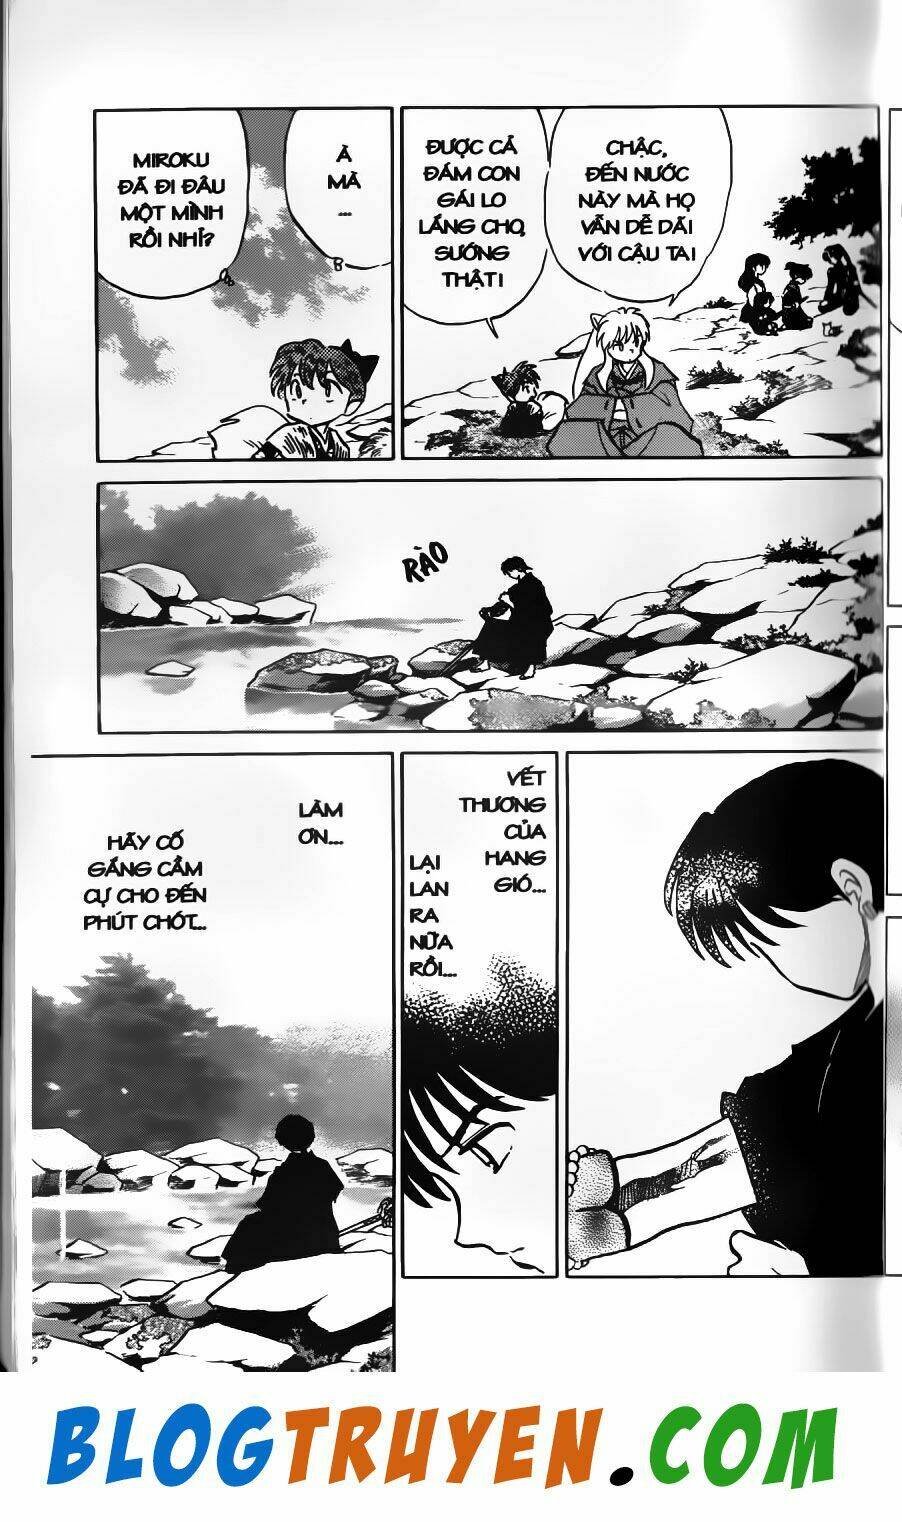 CHẬC,
ĐẾN NƯỚC
NÀY MÀ HỌ
VẪN DỄ DÃI
VỚI CẬU TA!
ĐƯỢC CẢ
ĐÁM CON
GÁI LO
LẮNG CHO,
SƯỚNG
THẬT!
À
MÀ
...
MIROKU
ĐÃ ĐI ĐÂU
MỘT MÌNH
RỒI NHỈ?
RÀO
VẾT
THƯƠNG
CỦA
HANG
GIÓ...
LẠI
LAN
RA
NỮA
RỒI...
LÀM
ƠN...
HÃY CỐ
GẮNG CẦM
CỰ CHO ĐẾN
PHÚT CHÓT...
BLOGTRUYEN.COM